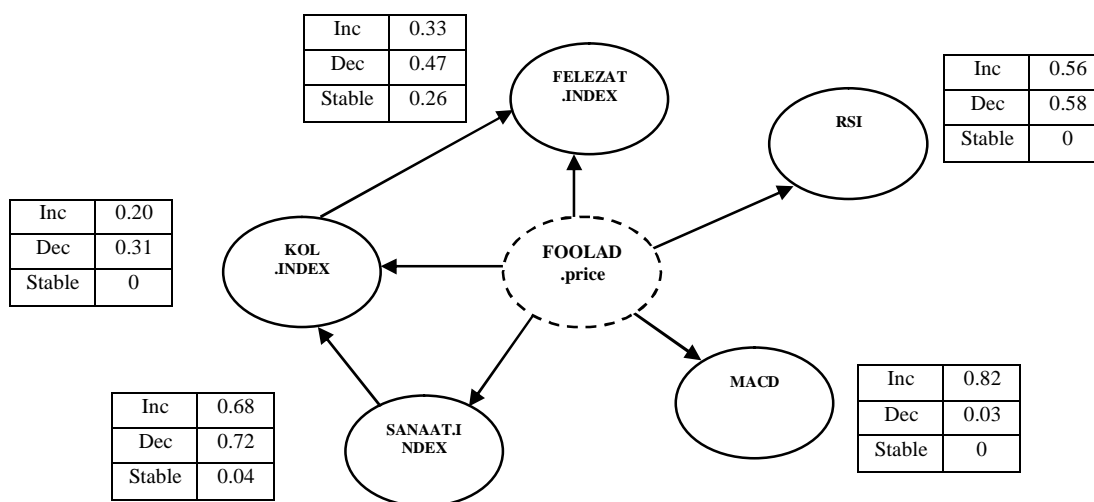 Inc 0.33
Dec 0.47
Stable 0.26
FELEZAT
.INDEX
Inc 0.56
Dec 0.58
Stable 0
RSI
Inc 0.20
Dec 0.31
Stable 0
KOL
.INDEX
FOOLAD
.price
Inc 0.68
Dec 0.72
Stable 0.04
SANAAT.I
NDEX
MACD
Inc 0.82
Dec 0.03
Stable 0